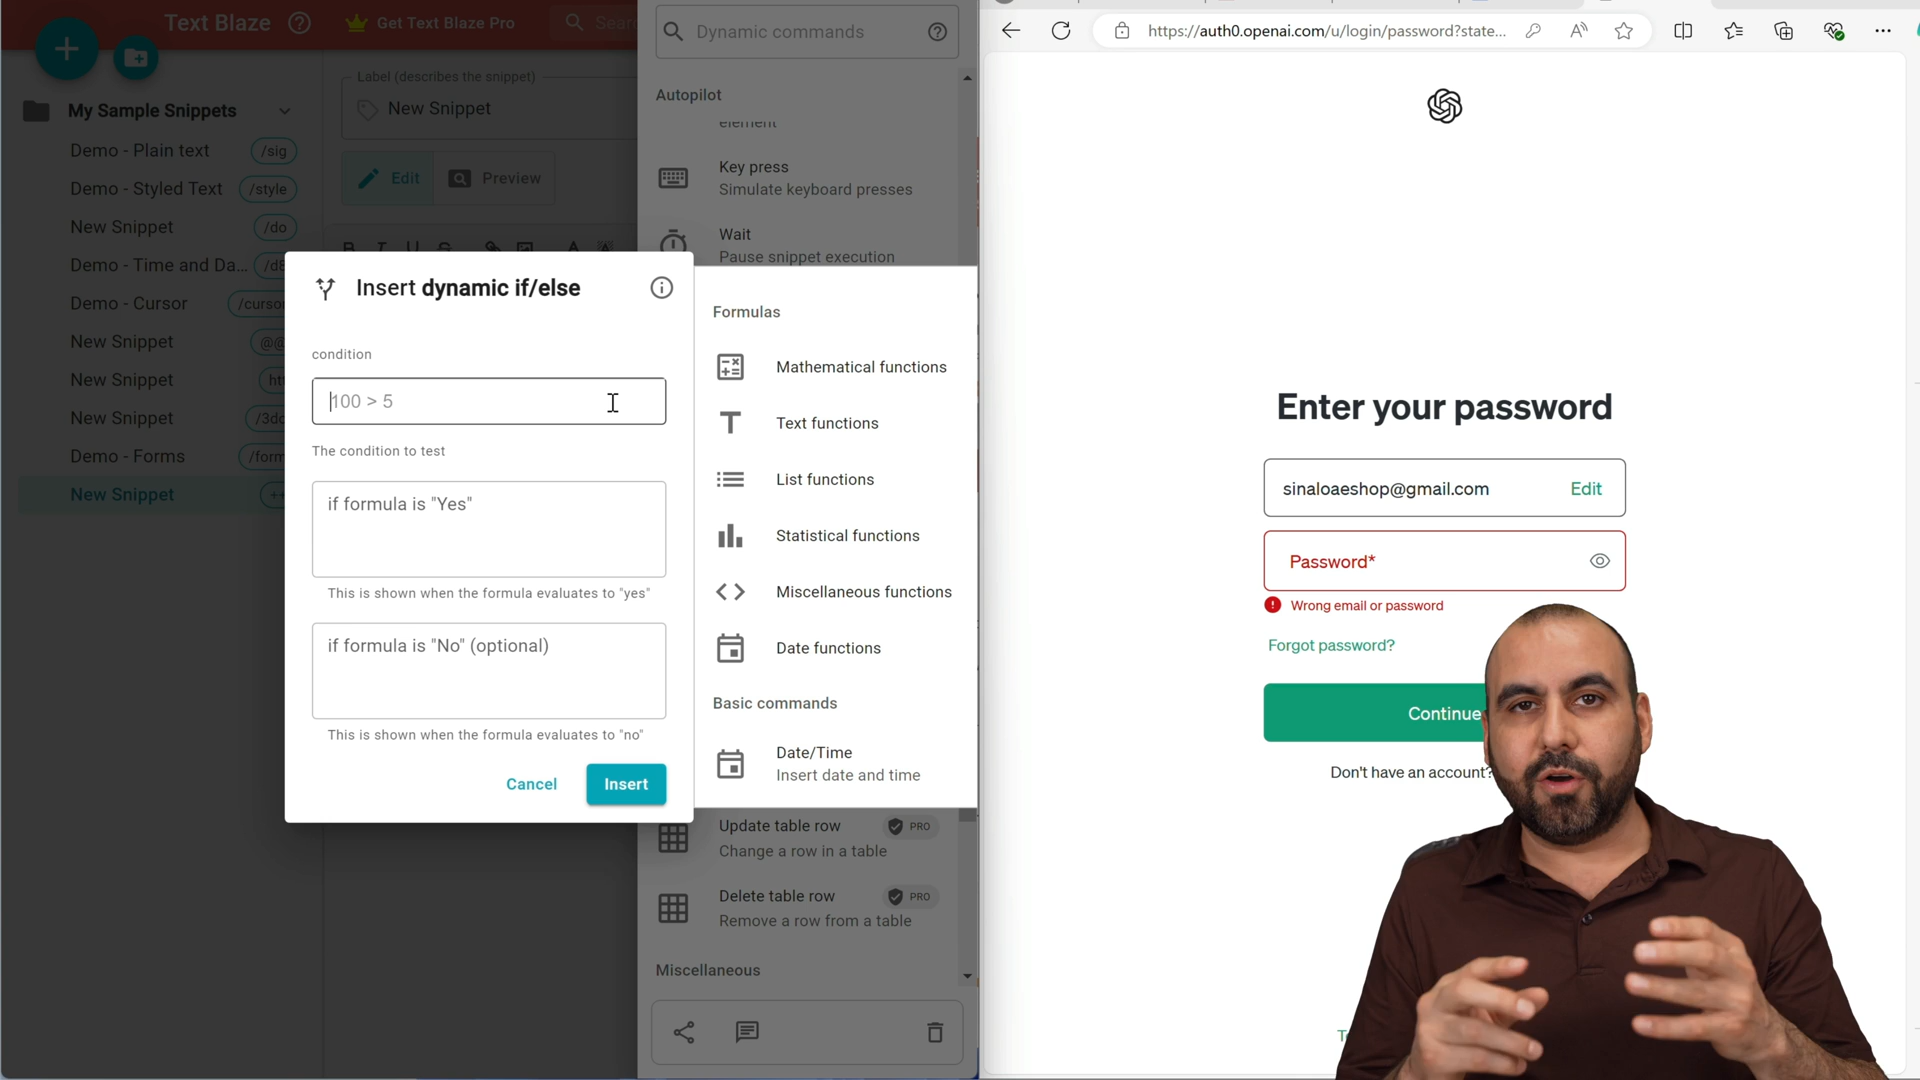 Text Blaze
Get Text Blaze Pro
Label (describes the snippet)
New Snippet
Edit
Preview
My Sample Snippets
Demo - Plain text
/sig
Demo - Styled Text
/style
New Snippet
/do
Demo - Time and Da...
Demo - Cursor
New Snippet
New Snippet
New Snippet
Demo - Forms
New Snippet
Dynamic commands
Autopilot
element
Key press
Simulate keyboard presses
Wait
Pause snippet execution
Insert dynamic if/else
condition
100 > 5
The condition to test
if formula is "Yes"
This is shown when the formula evaluates to "yes"
if formula is "No" (optional)
This is shown when the formula evaluates to "no"
Cancel
Insert
Formulas
Mathematical functions
Text functions
List functions
Statistical functions
Miscellaneous functions
Date functions
Basic commands
Date/Time
Insert date and time
Update table row
PRO
Change a row in a table
Delete table row
PRO
Remove a row from a table
Miscellaneous
https://auth0.openai.com/u/login/password?state...
Enter your password
sinaloaeshop@gmail.com
Edit
Password*
Wrong email or password
Forgot password?
Continue
Don't have an account?